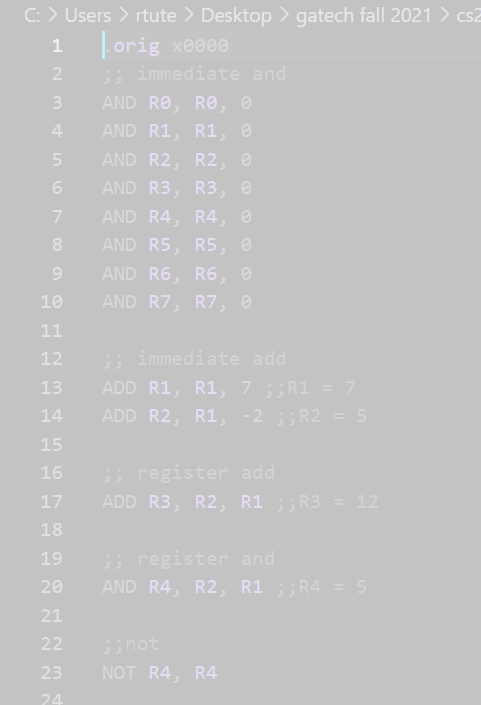 C: > Users > rtute > Desktop > gatech fall 2021 > cs2
1 .orig x0000
2 ;; immediate and
3 AND R0, R0, 0
4 AND R1, R1, 0
5 AND R2, R2, 0
6 AND R3, R3, 0
7 AND R4, R4, 0
8 AND R5, R5, 0
9 AND R6, R6, 0
10 AND R7, R7, 0
11
12 ;; immediate add
13 ADD R1, R1, 7 ;;R1 = 7
14 ADD R2, R1, -2 ;;R2 = 5
15
16 ;; register add
17 ADD R3, R2, R1 ;;R3 = 12
18
19 ;; register and
20 AND R4, R2, R1 ;;R4 = 5
21
22 ;;not
23 NOT R4, R4
24